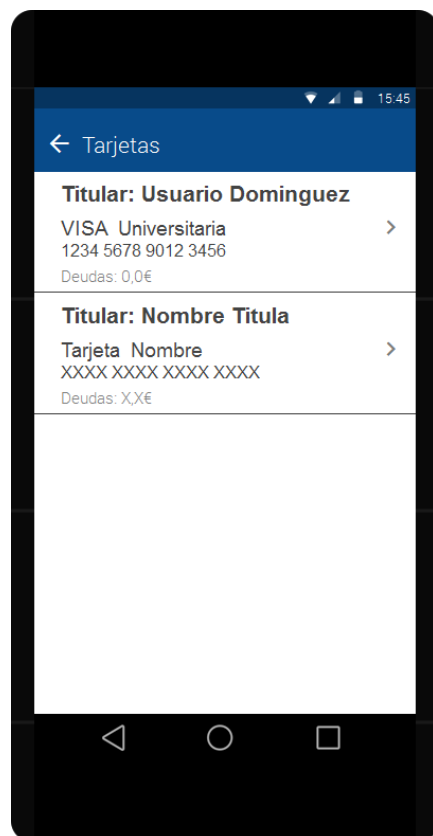 15:45
Tarjetas
Titular: Usuario Dominguez
VISA Universitaria
1234 5678 9012 3456
Deudas: 0,0€
Titular: Nombre Titula
Tarjeta Nombre
XXXX XXXX XXXX XXXX
Deudas: X,X€